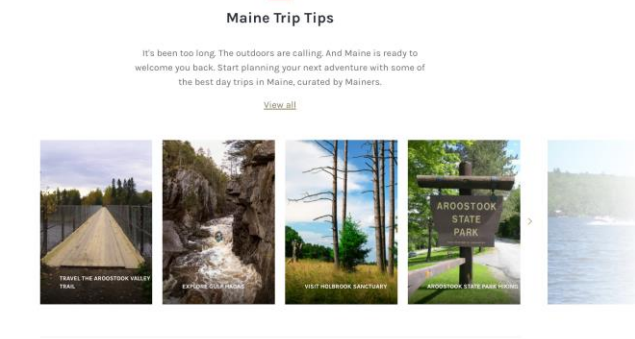 Maine Trip Tips
It's been too long. The outdoors are calling. And Maine is ready to
welcome you back. Start planning your next adventure with some of
the best day trips in Maine, curated by Mainers.
View all
TRAVEL THE AROOSTOOK VALLEY
TRAIL
EXPLORE GULF HAGAS
VISIT HOLBROOK SANCTUARY
AROOSTOOK
STATE
PARK
AROOSTOOK STATE PARK HIKING